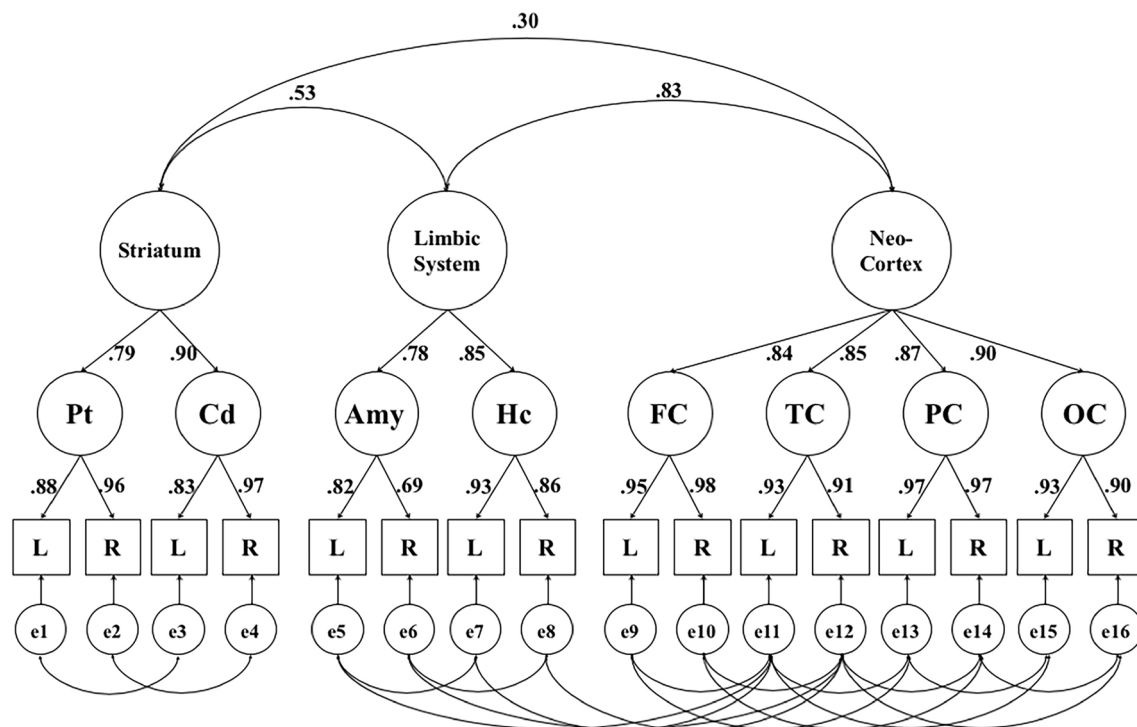 .30
.53
.83
Striatum
Limbic
System
Neo-
Cortex
.79
.90
.78
.85
.84
.85
.87
.90
Pt
Cd
Amy
Hc
FC
TC
PC
OC
.88
.96
.83
.97
.82
.69
.93
.86
.95
.98
.93
.91
.97
.97
.93
.90
L
R
L
R
L
R
L
R
L
R
L
R
L
R
L
R
e1
e2
e3
e4
e5
e6
e7
e8
e9
e10
e11
e12
e13
e14
e15
e16